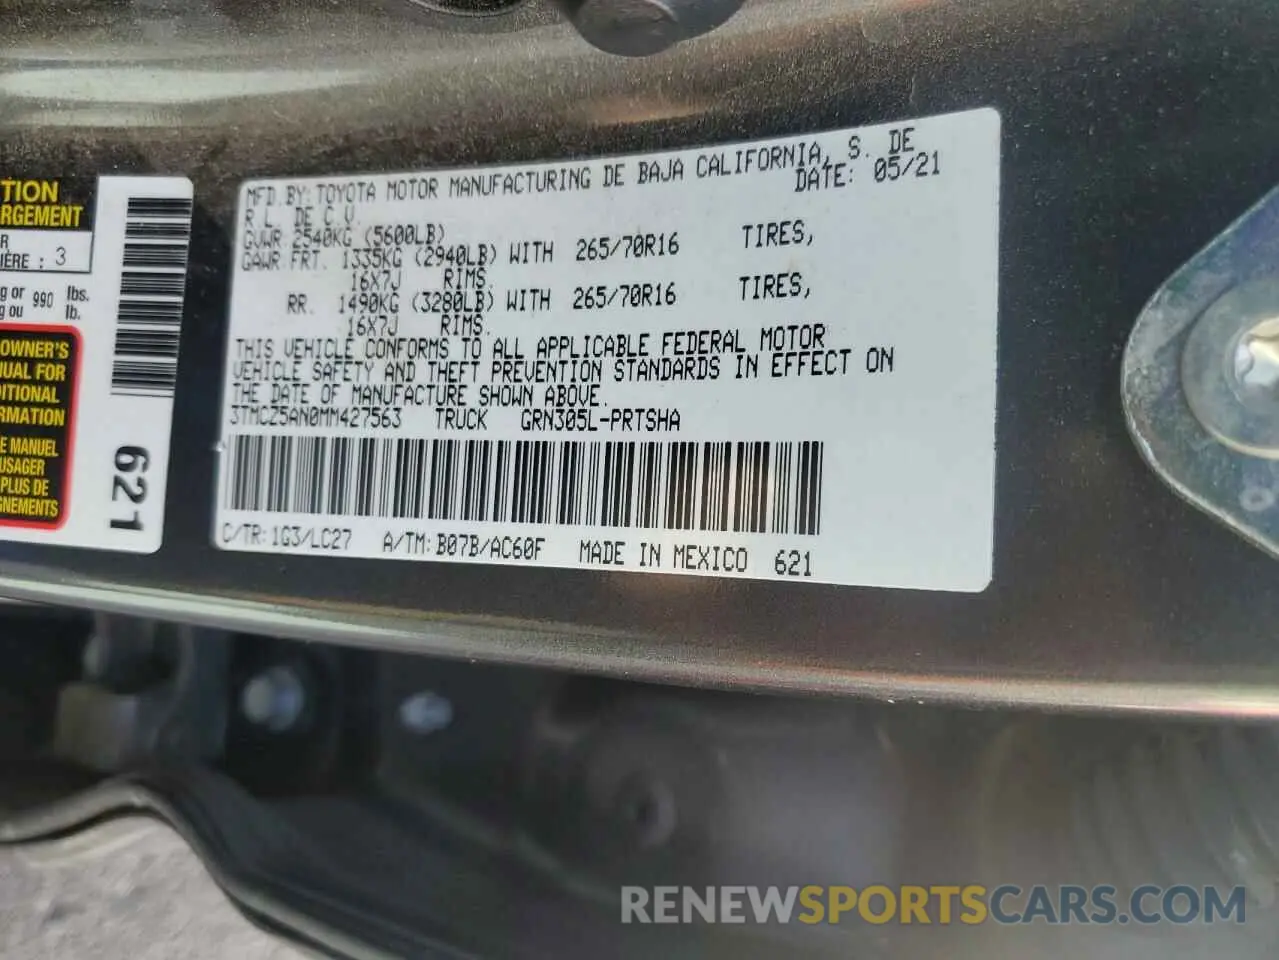 MFD. BY: TOYOTA MOTOR MANUFACTURING DE BAJA CALIFORNIA, S. DE
R.L. DE C.V. DATE: 05/21
GVWR 2540KG (5600LB)
GAWR FRT. 1335KG (2940LB) WITH 265/70R16 TIRES,
16X7J RIMS.
RR. 1490KG (3280LB) WITH 265/70R16 TIRES,
16X7J RIMS.
THIS VEHICLE CONFORMS TO ALL APPLICABLE FEDERAL MOTOR
VEHICLE SAFETY AND THEFT PREVENTION STANDARDS IN EFFECT ON
THE DATE OF MANUFACTURE SHOWN ABOVE.
3TMCZ5AN0MM427563 TRUCK GRN305L-PRTSHA
C/TR: 1G3/LC27 A/TM: B07B/AC60F MADE IN MEXICO 621
TION
RGEMENT
R
IÈRE : 3
g or 990 lbs.
g ou lb.
OWNER'S
NUAL FOR
DITIONAL
RMATION
E MANUEL
USAGER
PLUS DE
GNEMENTS
621
RENEWSPORTSCARS.COM